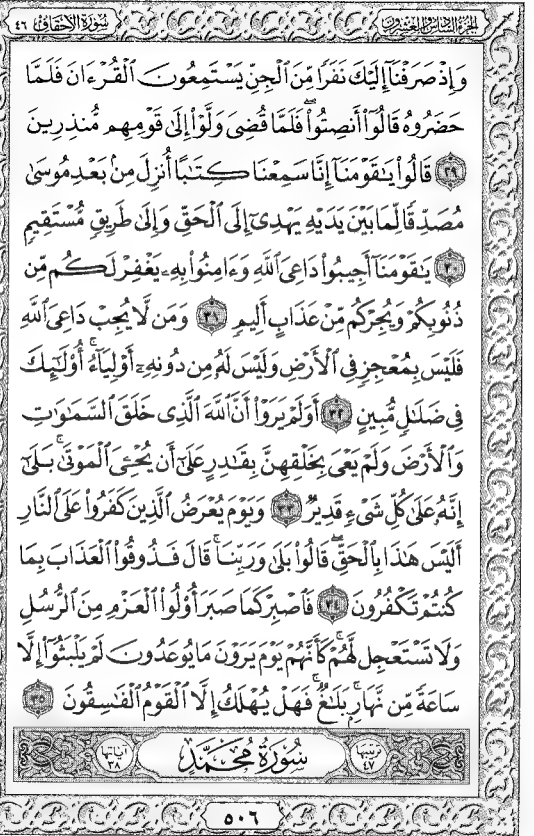 الجزء السادس والعشرون
سورة الأحقاف ٤٦
وَإِذْ صَرَفْنَآ إِلَيْكَ نَفَرًا مِّنَ ٱلْجِنِّ يَسْتَمِعُونَ ٱلْقُرْءَانَ فَلَمَّا
حَضَرُوهُ قَالُوٓا۟ أَنصِتُوا۟ ۖ فَلَمَّا قُضِىَ وَلَّوْا۟ إِلَىٰ قَوْمِهِم مُّنذِرِينَ
٢٩ قَالُوا۟ يَـٰقَوْمَنَآ إِنَّا سَمِعْنَا كِتَـٰبًا أُنزِلَ مِنۢ بَعْدِ مُوسَىٰ
مُصَدِّقًا لِّمَا بَيْنَ يَدَيْهِ يَهْدِىٓ إِلَى ٱلْحَقِّ وَإِلَىٰ طَرِيقٍ مُّسْتَقِيمٍ
٣٠ يَـٰقَوْمَنَآ أَجِيبُوا۟ دَاعِىَ ٱللَّهِ وَءَامِنُوا۟ بِهِۦ يَغْفِرْ لَكُم مِّن
ذُنُوبِكُمْ وَيُجِرْكُم مِّنْ عَذَابٍ أَلِيمٍ ٣١ وَمَن لَّا يُجِبْ دَاعِىَ ٱللَّهِ
فَلَيْسَ بِمُعْجِزٍ فِى ٱلْأَرْضِ وَلَيْسَ لَهُۥ مِن دُونِهِۦٓ أَوْلِيَآءُ ۚ أُو۟لَـٰٓئِكَ
فِى ضَلَـٰلٍ مُّبِينٍ ٣٢ أَوَلَمْ يَرَوْا۟ أَنَّ ٱللَّهَ ٱلَّذِى خَلَقَ ٱلسَّمَـٰوَٰتِ
وَٱلْأَرْضَ وَلَمْ يَعْىَ بِخَلْقِهِنَّ بِقَـٰدِرٍ عَلَىٰٓ أَن يُحْـِۧىَ ٱلْمَوْتَىٰ ۚ بَلَىٰٓ
إِنَّهُۥ عَلَىٰ كُلِّ شَىْءٍ قَدِيرٌ ٣٣ وَيَوْمَ يُعْرَضُ ٱلَّذِينَ كَفَرُوا۟ عَلَى ٱلنَّارِ
أَلَيْسَ هَـٰذَا بِٱلْحَقِّ ۖ قَالُوا۟ بَلَىٰ وَرَبِّنَا ۚ قَالَ فَذُوقُوا۟ ٱلْعَذَابَ بِمَا
كُنتُمْ تَكْفُرُونَ ٣٤ فَٱصْبِرْ كَمَا صَبَرَ أُو۟لُوا۟ ٱلْعَزْمِ مِنَ ٱلرُّسُلِ
وَلَا تَسْتَعْجِل لَّهُمْ ۚ كَأَنَّهُمْ يَوْمَ يَرَوْنَ مَا يُوعَدُونَ لَمْ يَلْبَثُوٓا۟ إِلَّا
سَاعَةً مِّن نَّهَارٍۭ ۚ بَلَـٰغٌ ۚ فَهَلْ يُهْلَكُ إِلَّا ٱلْقَوْمُ ٱلْفَـٰسِقُونَ ٣٥
ترتيبها ٤٧ سُورَةُ مُحَمَّدٍ آياتها ٣٨
٥٠٦